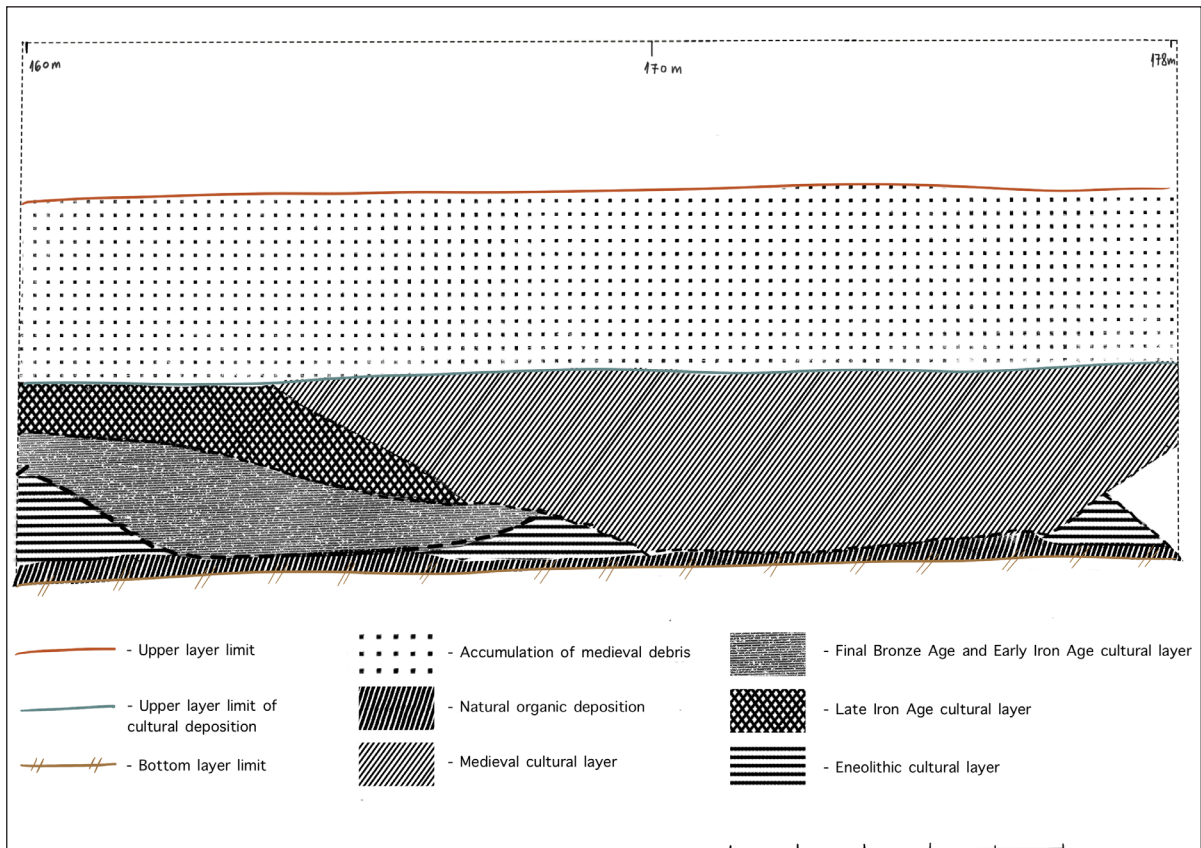 160m
170m
178m
- Upper layer limit
- Upper layer limit of
cultural deposition
- Bottom layer limit
- Accumulation of medieval debris
- Natural organic deposition
- Medieval cultural layer
- Final Bronze Age and Early Iron Age cultural layer
- Late Iron Age cultural layer
- Eneolithic cultural layer